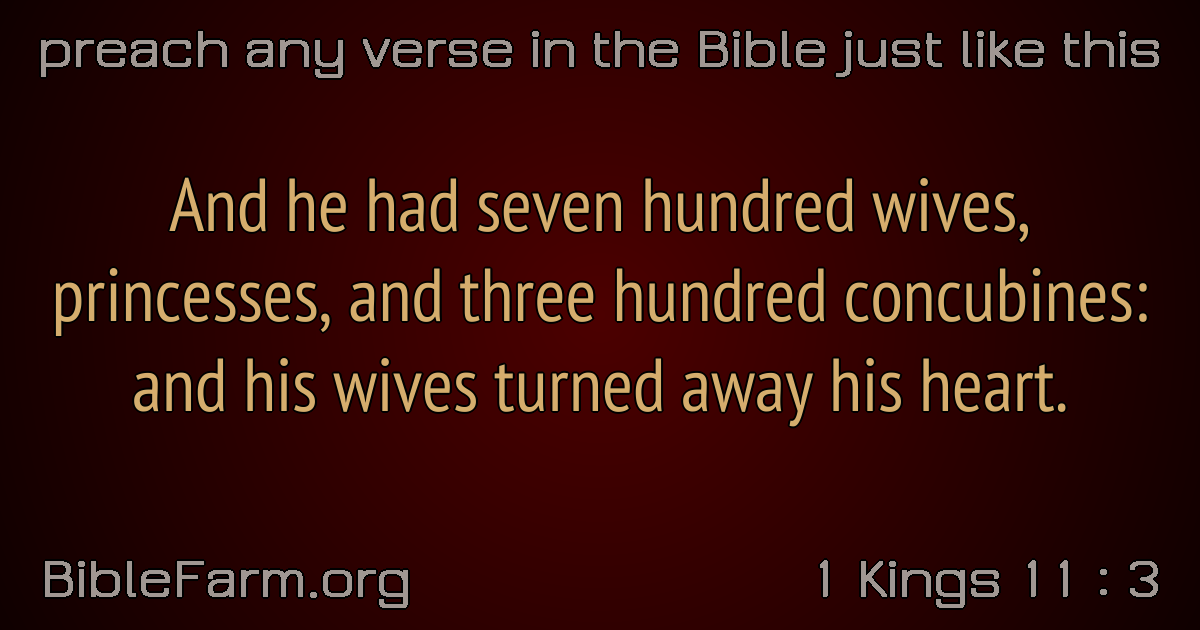 preach any verse in the Bible just like this
And he had seven hundred wives,
princesses, and three hundred concubines:
and his wives turned away his heart.
BibleFarm.org
1 Kings 11 : 3